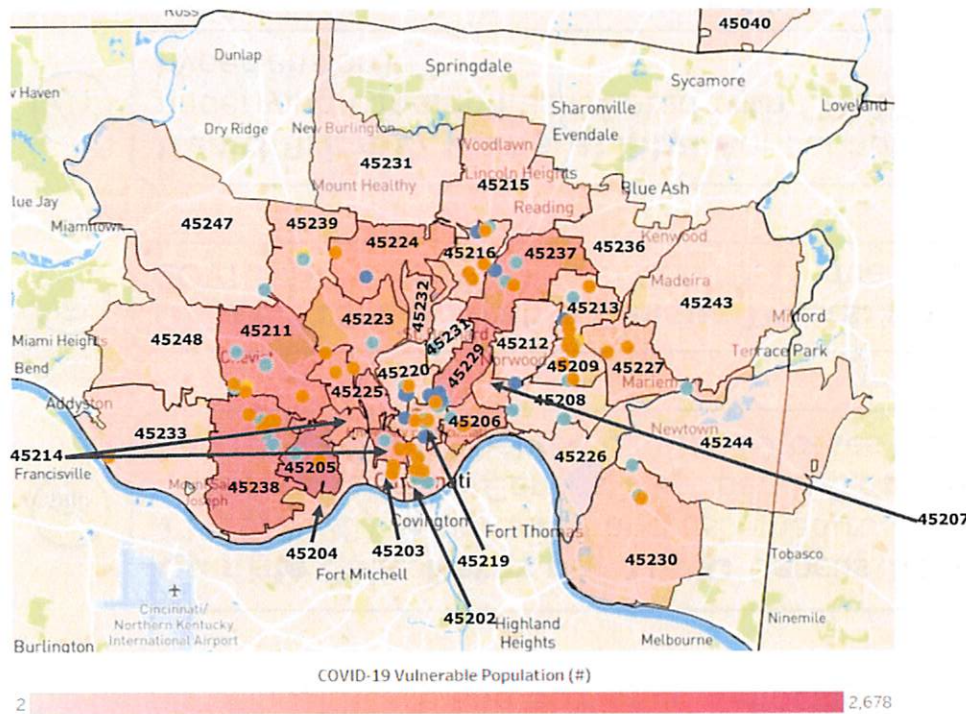 Ross
45040
Dunlap
Springdale
Sycamore
Haven
Sharonville
Loveland
Dry Ridge
New Burlington
Evendale
Woodlawn
45231
Lincoln Heights
Mount Healthy
45215
Blue Ash
lue Jay
Reading
45247
45239
Miamitown
45224
45216
45237
45236
Kenwood
Madeira
45232
45213
45243
45223
Milford
45211
45231
45212
Miami Heights
45248
Norwood
Terrace Park
45229
45209
45227
Bend
45220
Mariem
45225
45208
Addyston
45206
Newtown
45233
45244
45214
45226
Francisville
45205
45238
Cincinnati
Joseph
Covington
45207
Fort Thomas
45204
45203
45219
45230
Tobasco
Fort Mitchell
Cincinnati/
Northern Kentucky
International Airport
45202
Highland
Heights
Ninemile
Burlington
Melbourne
COVID-19 Vulnerable Population (#)
2
2,678